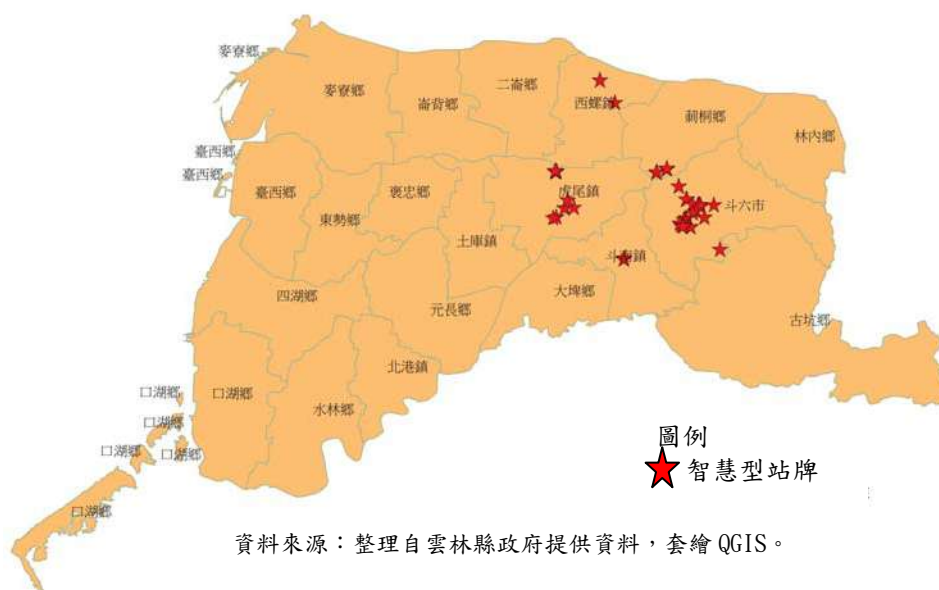 麥寮鄉
麥寮鄉
崙背鄉
二崙鄉
西螺鎮
莿桐鄉
林內鄉
臺西鄉
臺西鄉
臺西鄉
東勢鄉
褒忠鄉
土庫鎮
虎尾鎮
斗六市
斗南鎮
大埤鄉
古坑鄉
四湖鄉
元長鄉
北港鎮
水林鄉
口湖鄉
口湖鄉
口湖鄉
口湖鄉
口湖鄉
口湖鄉
圖例
智慧型站牌
資料來源：整理自雲林縣政府提供資料，套繪 QGIS。